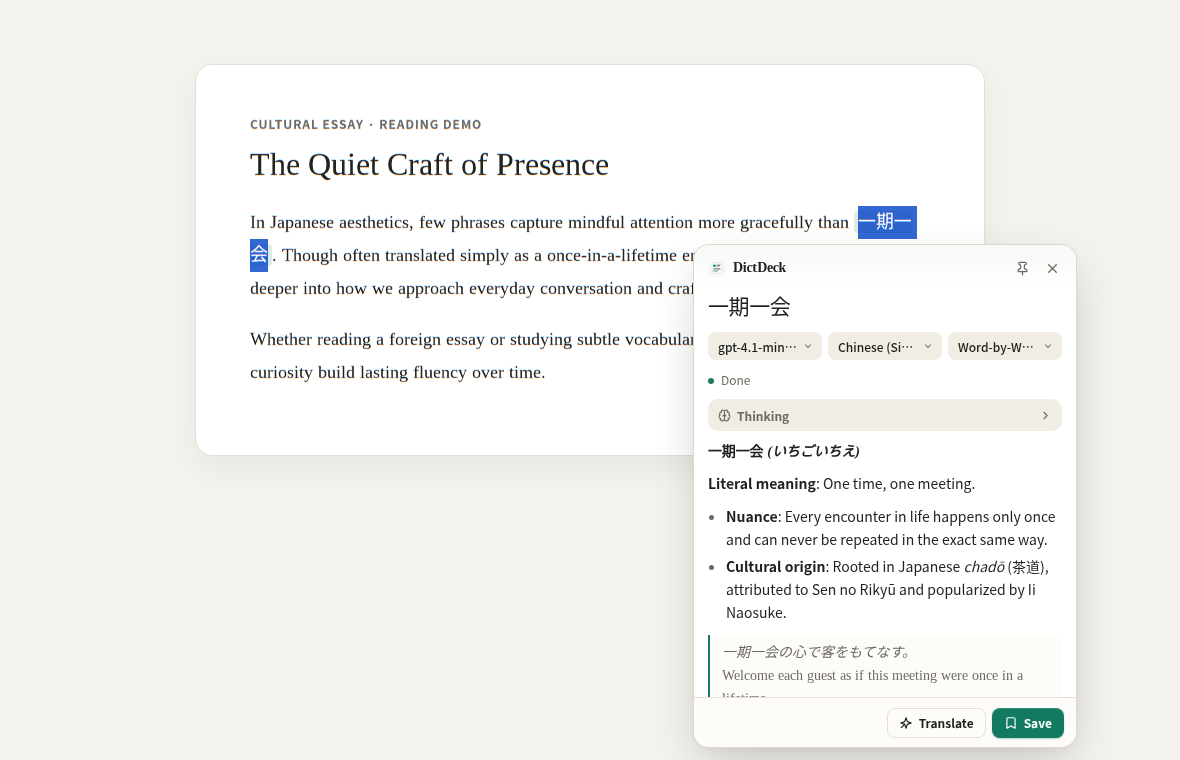 CULTURAL ESSAY · READING DEMO
The Quiet Craft of Presence
In Japanese aesthetics, few phrases capture mindful attention more gracefully than 一期一
会. Though often translated simply as a once-in-a-lifetime
deeper into how we approach everyday conversation and
Whether reading a foreign essay or studying subtle
curiosity build lasting fluency over time.
DictDeck
一期一会
gpt-4.1-min…
Chinese (Si…
Word-by-W…
Done
Thinking
一期一会 (いちごいちえ)
Literal meaning: One time, one meeting.
• Nuance: Every encounter in life happens only once
and can never be repeated in the exact same way.
• Cultural origin: Rooted in Japanese chadō (茶道),
attributed to Sen no Rikyū and popularized by Ii
Naosuke.
一期一会の心で客をもてなす。
Welcome each guest as if this meeting were once in a
Translate
Save